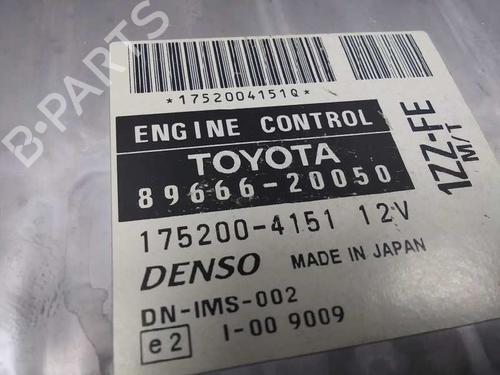 *1752004151Q*
ENGINE CONTROL
TOYOTA
89666-20050
1ZZ-FE
M/T
175200-4151 12V
DENSO MADE IN JAPAN
DN-IMS-002
e2 I-00 9009
B-PARTS